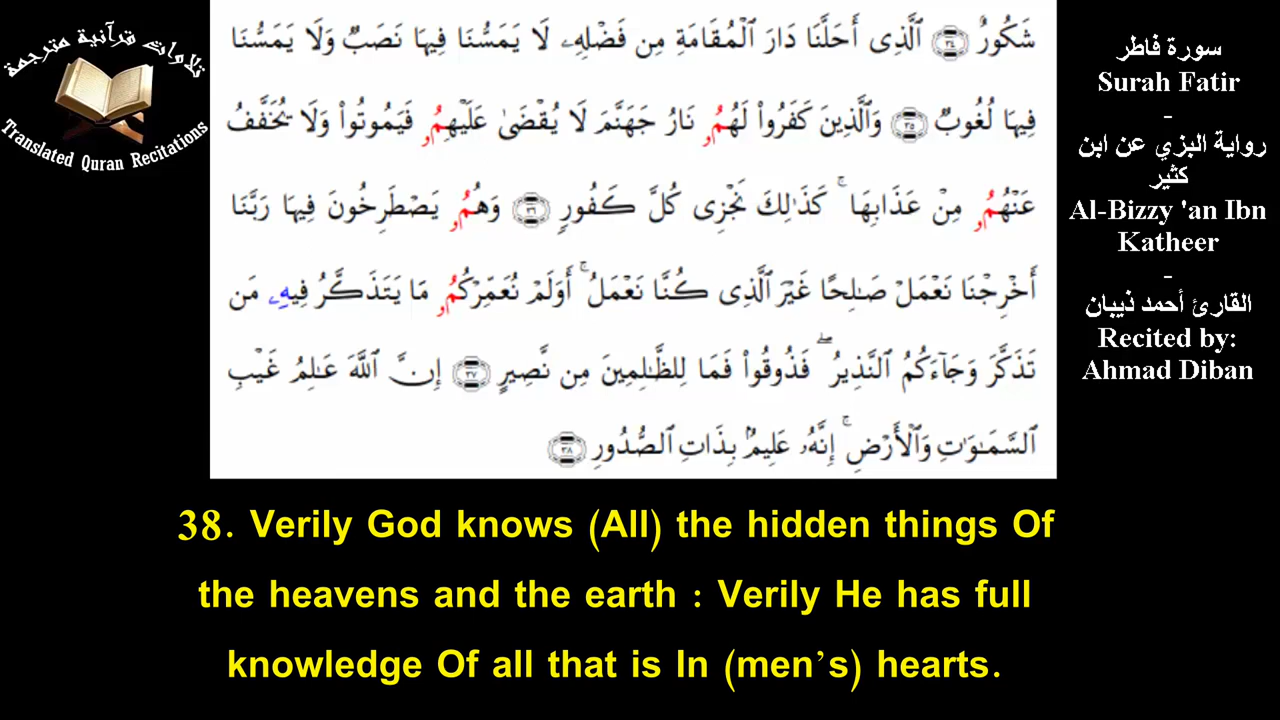 تلاوات قرآنية مترجمة
Translated Quran Recitations
شَكُورٌ ٣٤ ٱلَّذِى أَحَلَّنَا دَارَ ٱلْمُقَامَةِ مِن فَضْلِهِۦ لَا يَمَسُّنَا فِيهَا نَصَبٌ وَلَا يَمَسُّنَا
فِيهَا لُغُوبٌ ٣٥ وَٱلَّذِينَ كَفَرُوا۟ لَهُمُۥ نَارُ جَهَنَّمَ لَا يُقْضَىٰ عَلَيْهِمُۥ فَيَمُوتُوا۟ وَلَا يُخَفَّفُ
عَنْهُمُۥ مِنْ عَذَابِهَا ۚ كَذَٰلِكَ نَجْزِى كُلَّ كَفُورٍ ٣٦ وَهُمُۥ يَصْطَرِخُونَ فِيهَا رَبَّنَا
أَخْرِجْنَا نَعْمَلْ صَـٰلِحًا غَيْرَ ٱلَّذِى كُنَّا نَعْمَلُ ۚ أَوَلَمْ نُعَمِّرْكُمُۥ مَا يَتَذَكَّرُ فِيهِۦ مَن
تَذَكَّرَ وَجَآءَكُمُ ٱلنَّذِيرُ ۖ فَذُوقُوا۟ فَمَا لِلظَّـٰلِمِينَ مِن نَّصِيرٍ ٣٧ إِنَّ ٱللَّهَ عَـٰلِمُ غَيْبِ
ٱلسَّمَـٰوَٰتِ وَٱلْأَرْضِ ۚ إِنَّهُۥ عَلِيمٌۢ بِذَاتِ ٱلصُّدُورِ ٣٨
سورة فاطر
Surah Fatir
-
رواية البزي عن ابن
كثير
Al-Bizzy 'an Ibn
Katheer
-
القارئ أحمد ذيبان
Recited by:
Ahmad Diban
38. Verily God knows (All) the hidden things Of
the heavens and the earth : Verily He has full
knowledge Of all that is In (men's) hearts.